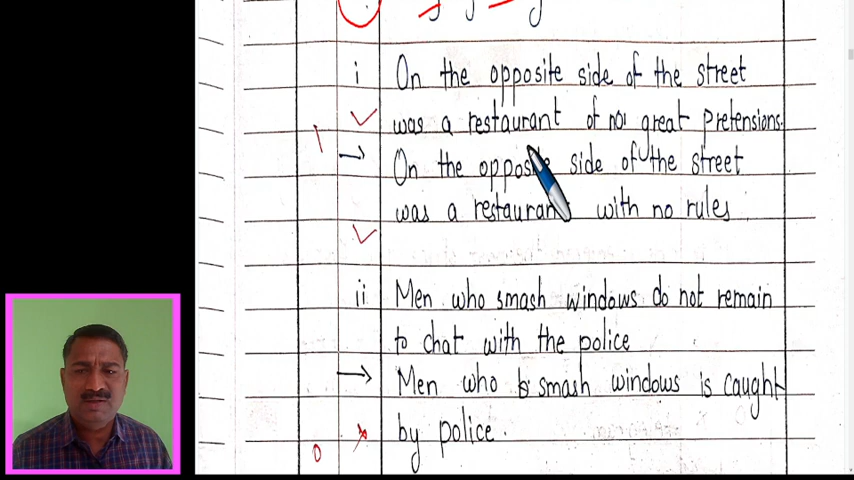 i On the opposite side of the street
was a restaurant of no great pretensions.
→ On the opposite side of the street
was a restaurant with no rules
ii Men who smash windows do not remain
to chat with the police
→ Men who smash windows is caught
by police.
0